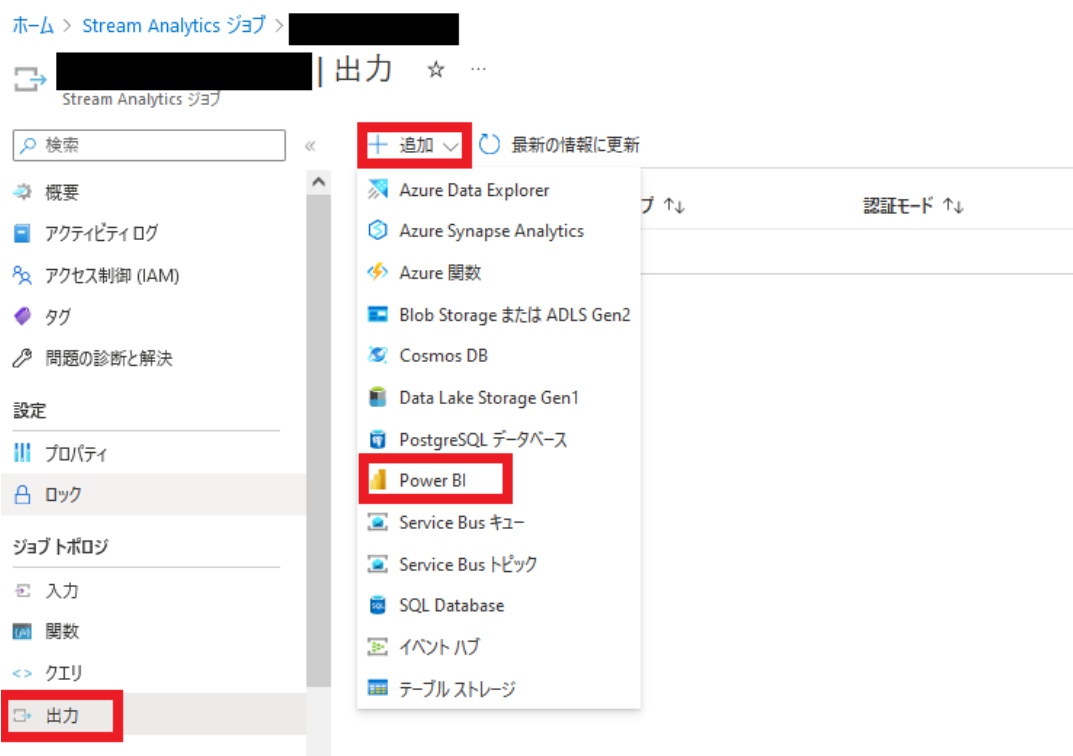 ホーム > Stream Analytics ジョブ >
| 出力 ☆ …
Stream Analytics ジョブ
検索 «
+ 追加 最新の情報に更新
概要
アクティビティ ログ
アクセス制御 (IAM)
タグ
問題の診断と解決
設定
プロパティ
ロック
ジョブ トポロジ
入力
関数
クエリ
出力
Azure Data Explorer
Azure Synapse Analytics
Azure 関数
Blob Storage または ADLS Gen2
Cosmos DB
Data Lake Storage Gen1
PostgreSQL データベース
Power BI
Service Bus キュー
Service Bus トピック
SQL Database
イベント ハブ
テーブル ストレージ
プ ↑↓
認証モード ↑↓